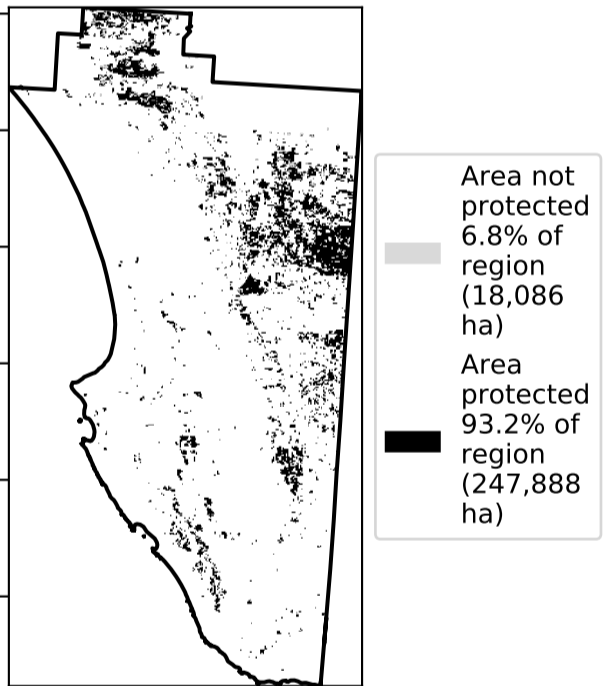 Area not
protected
6.8% of
region
(18,086
ha)
Area
protected
93.2% of
region
(247,888
ha)